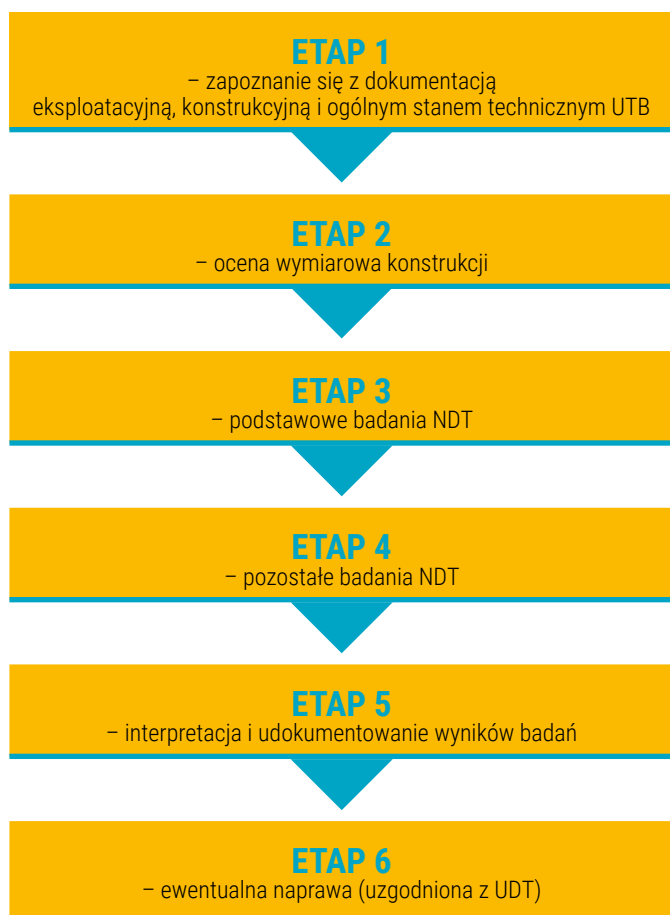 ETAP 1
– zapoznanie się z dokumentacją
eksploatacyjną, konstrukcyjną i ogólnym stanem technicznym UTB
ETAP 2
– ocena wymiarowa konstrukcji
ETAP 3
– podstawowe badania NDT
ETAP 4
– pozostałe badania NDT
ETAP 5
– interpretacja i udokumentowanie wyników badań
ETAP 6
– ewentualna naprawa (uzgodniona z UDT)